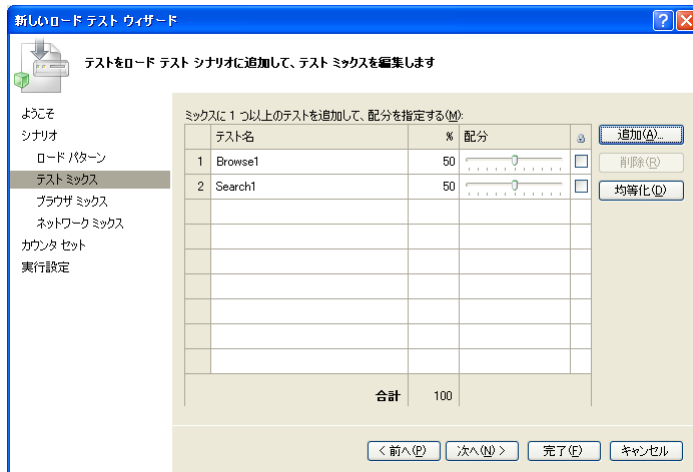 新しいロード テスト ウィザード
テストをロード テスト シナリオに追加して、テスト ミックスを編集します
ようこそ
シナリオ
ロード パターン
テスト ミックス
ブラウザ ミックス
ネットワーク ミックス
カウンタ セット
実行設定
ミックスに 1 つ以上のテストを追加して、配分を指定する(M):
テスト名 % 配分
1 Browse1 50
2 Search1 50
合計 100
追加(A)...
削除(R)
均等化(D)
< 前へ(P) 次へ(N) > 完了(F) キャンセル